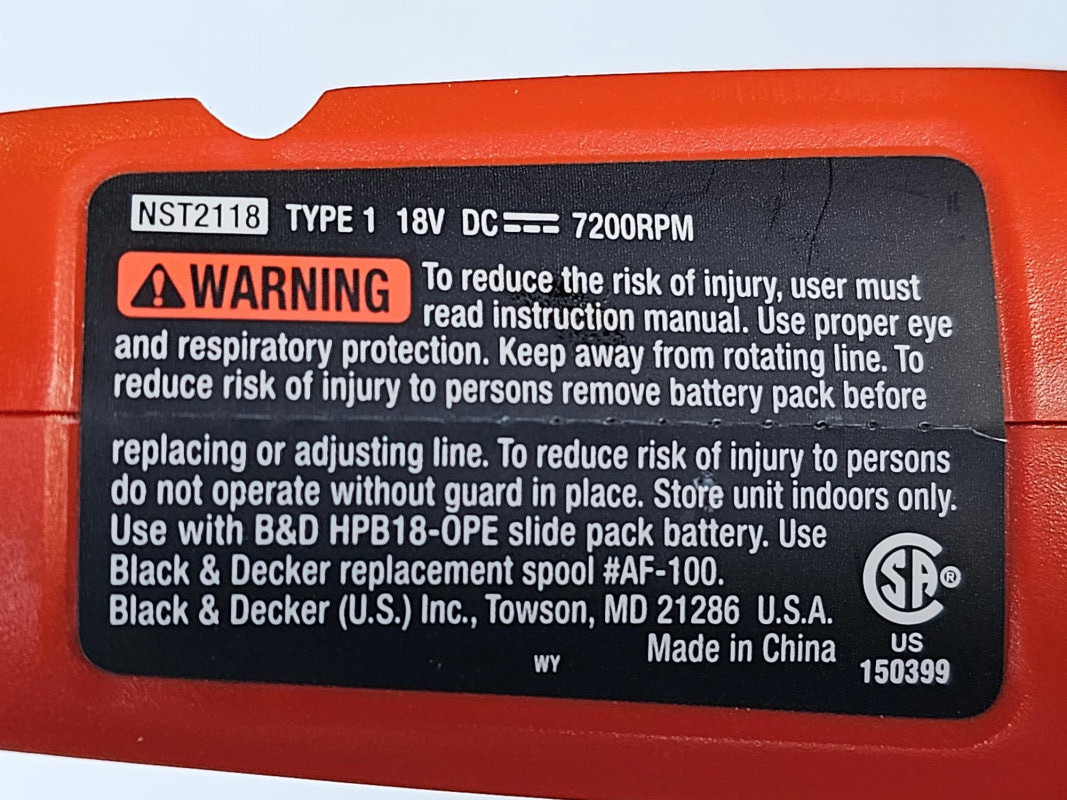 NST2118 TYPE 1 18V DC 7200RPM
WARNING To reduce the risk of injury, user must
read instruction manual. Use proper eye
and respiratory protection. Keep away from rotating line. To
reduce risk of injury to persons remove battery pack before
replacing or adjusting line. To reduce risk of injury to persons
do not operate without guard in place. Store unit indoors only.
Use with B&D HPB18-OPE slide pack battery. Use
Black & Decker replacement spool #AF-100.
Black & Decker (U.S.) Inc., Towson, MD 21286 U.S.A.
Made in China
WY
SA®
US
150399